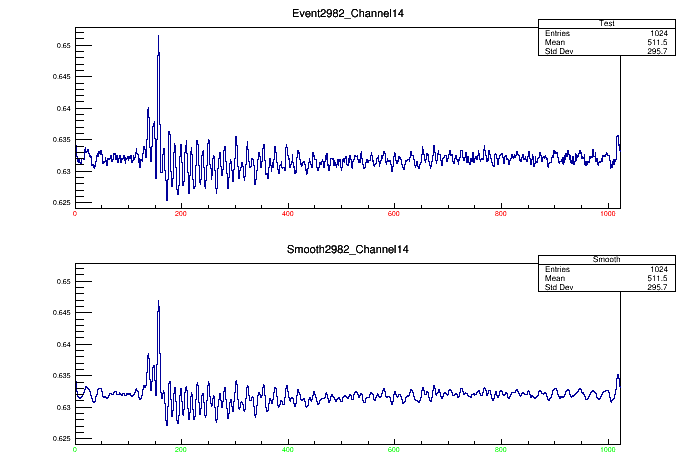 Event2982_Channel14
Test
Entries 1024
Mean 511.5
Std Dev 295.7
0.65
0.645
0.64
0.635
0.63
0.625
0 200 400 600 800 1000
Smooth2982_Channel14
Smooth
Entries 1024
Mean 511.5
Std Dev 295.7
0.65
0.645
0.64
0.635
0.63
0.625
0 200 400 600 800 1000